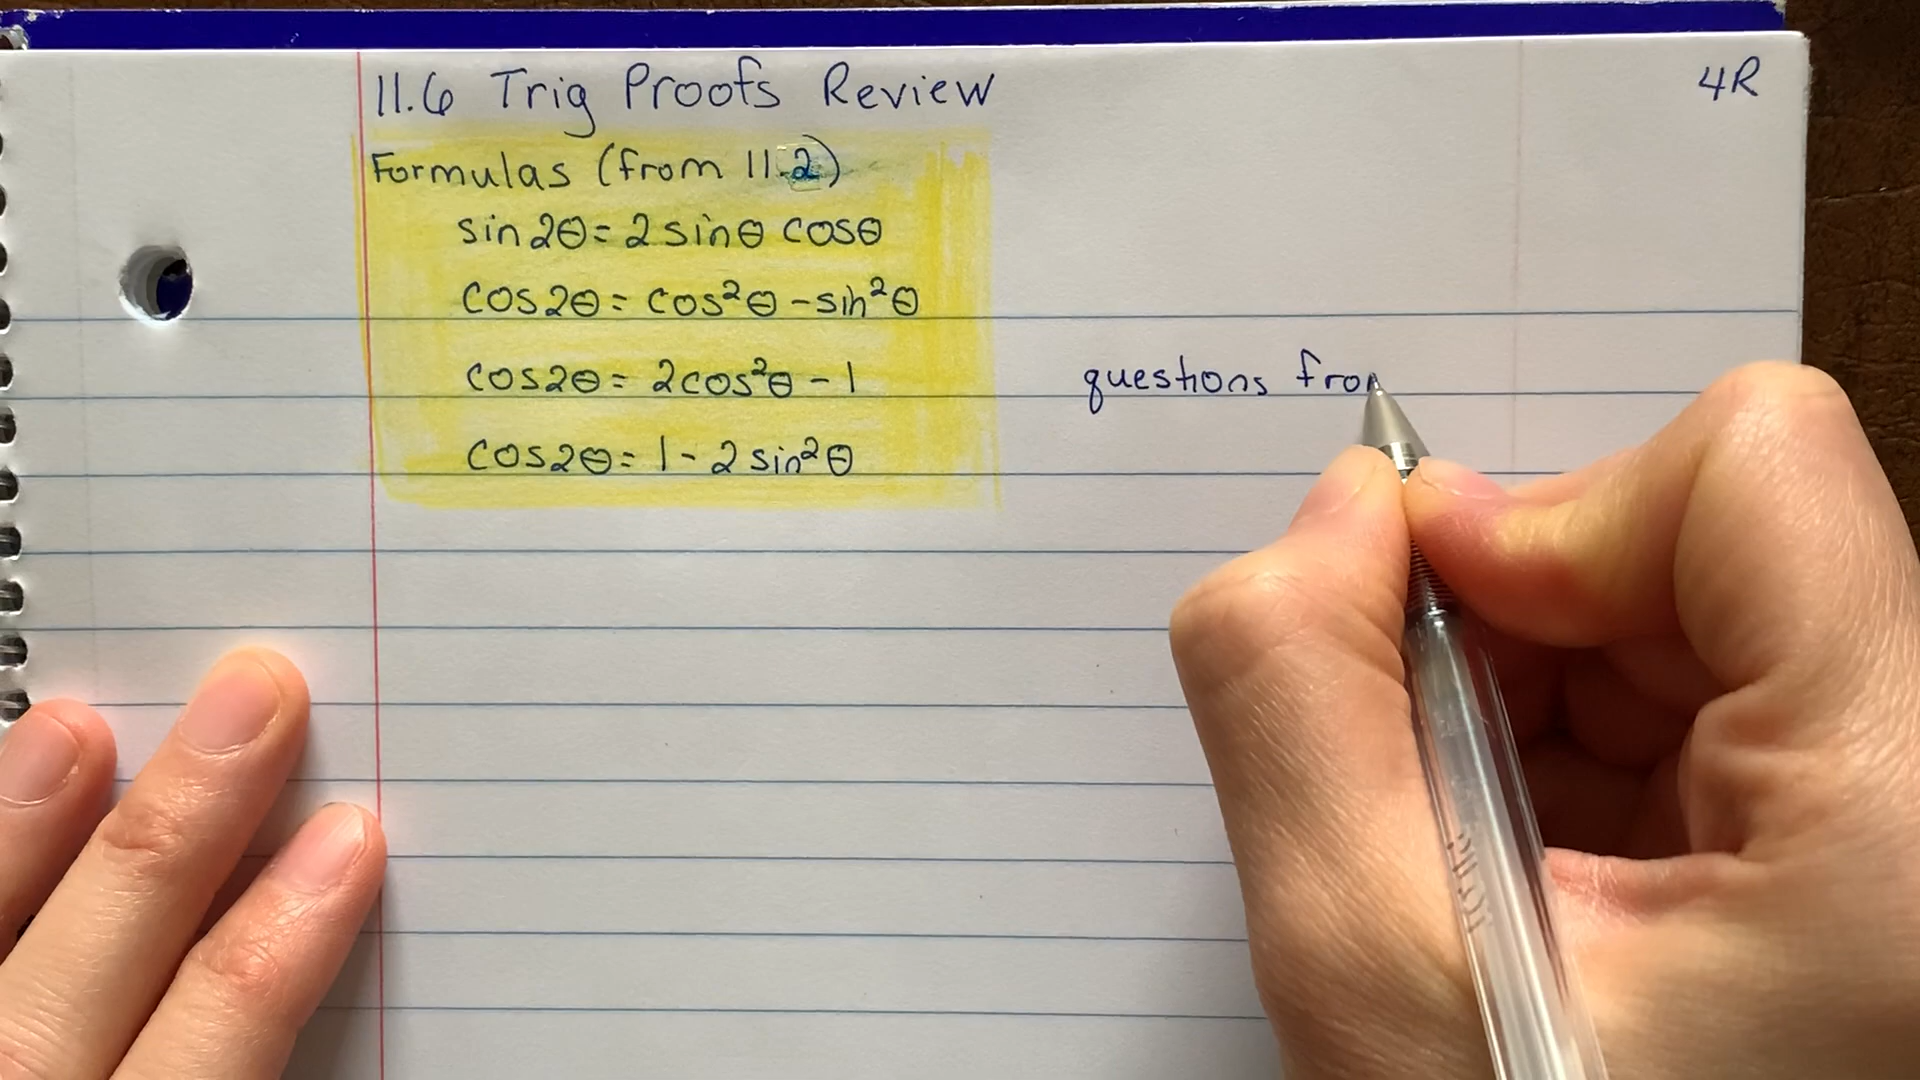 11.6 Trig Proofs Review
4R
Formulas (from 11.2)
sin2θ = 2sinθ cosθ
cos2θ = cos²θ - sin²θ
cos2θ = 2cos²θ - 1
questions from
cos2θ = 1 - 2sin²θ